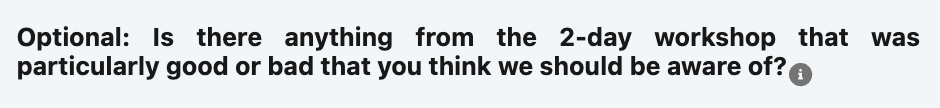 Optional: Is there anything from the 2-day workshop that was
particularly good or bad that you think we should be aware of?